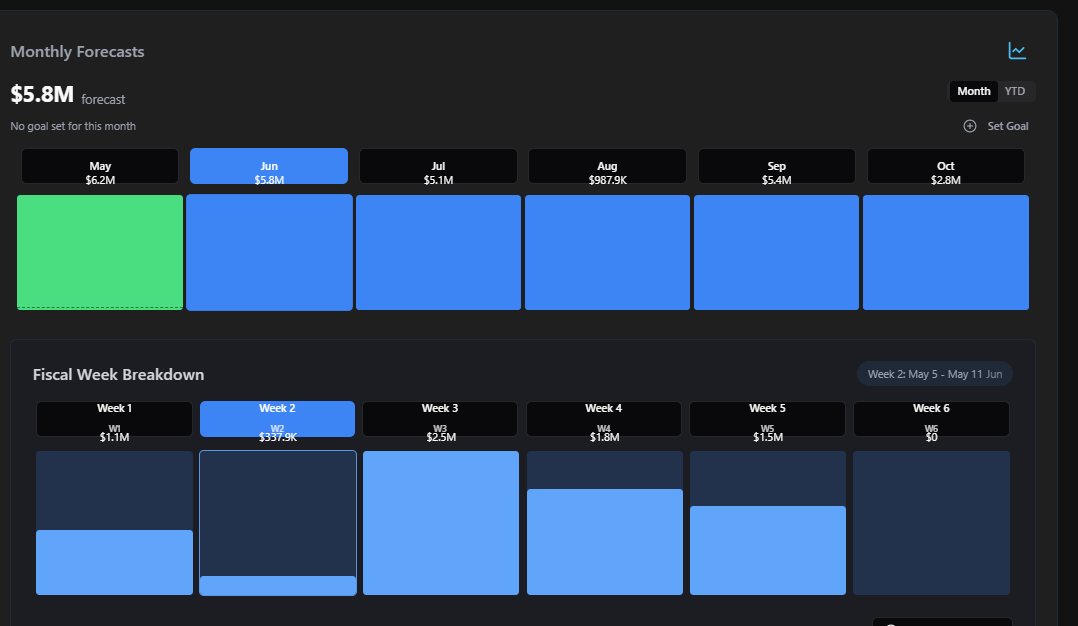 Monthly Forecasts
$5.8M forecast
Month YTD
No goal set for this month
Set Goal
May
$6.2M
Jun
$5.8M
Jul
$5.1M
Aug
$987.9K
Sep
$5.4M
Oct
$2.8M
Fiscal Week Breakdown
Week 2: May 5 - May 11 Jun
Week 1
W1
$1.1M
Week 2
W2
$337.9K
Week 3
W3
$2.5M
Week 4
W4
$1.8M
Week 5
W5
$1.5M
Week 6
W6
$0